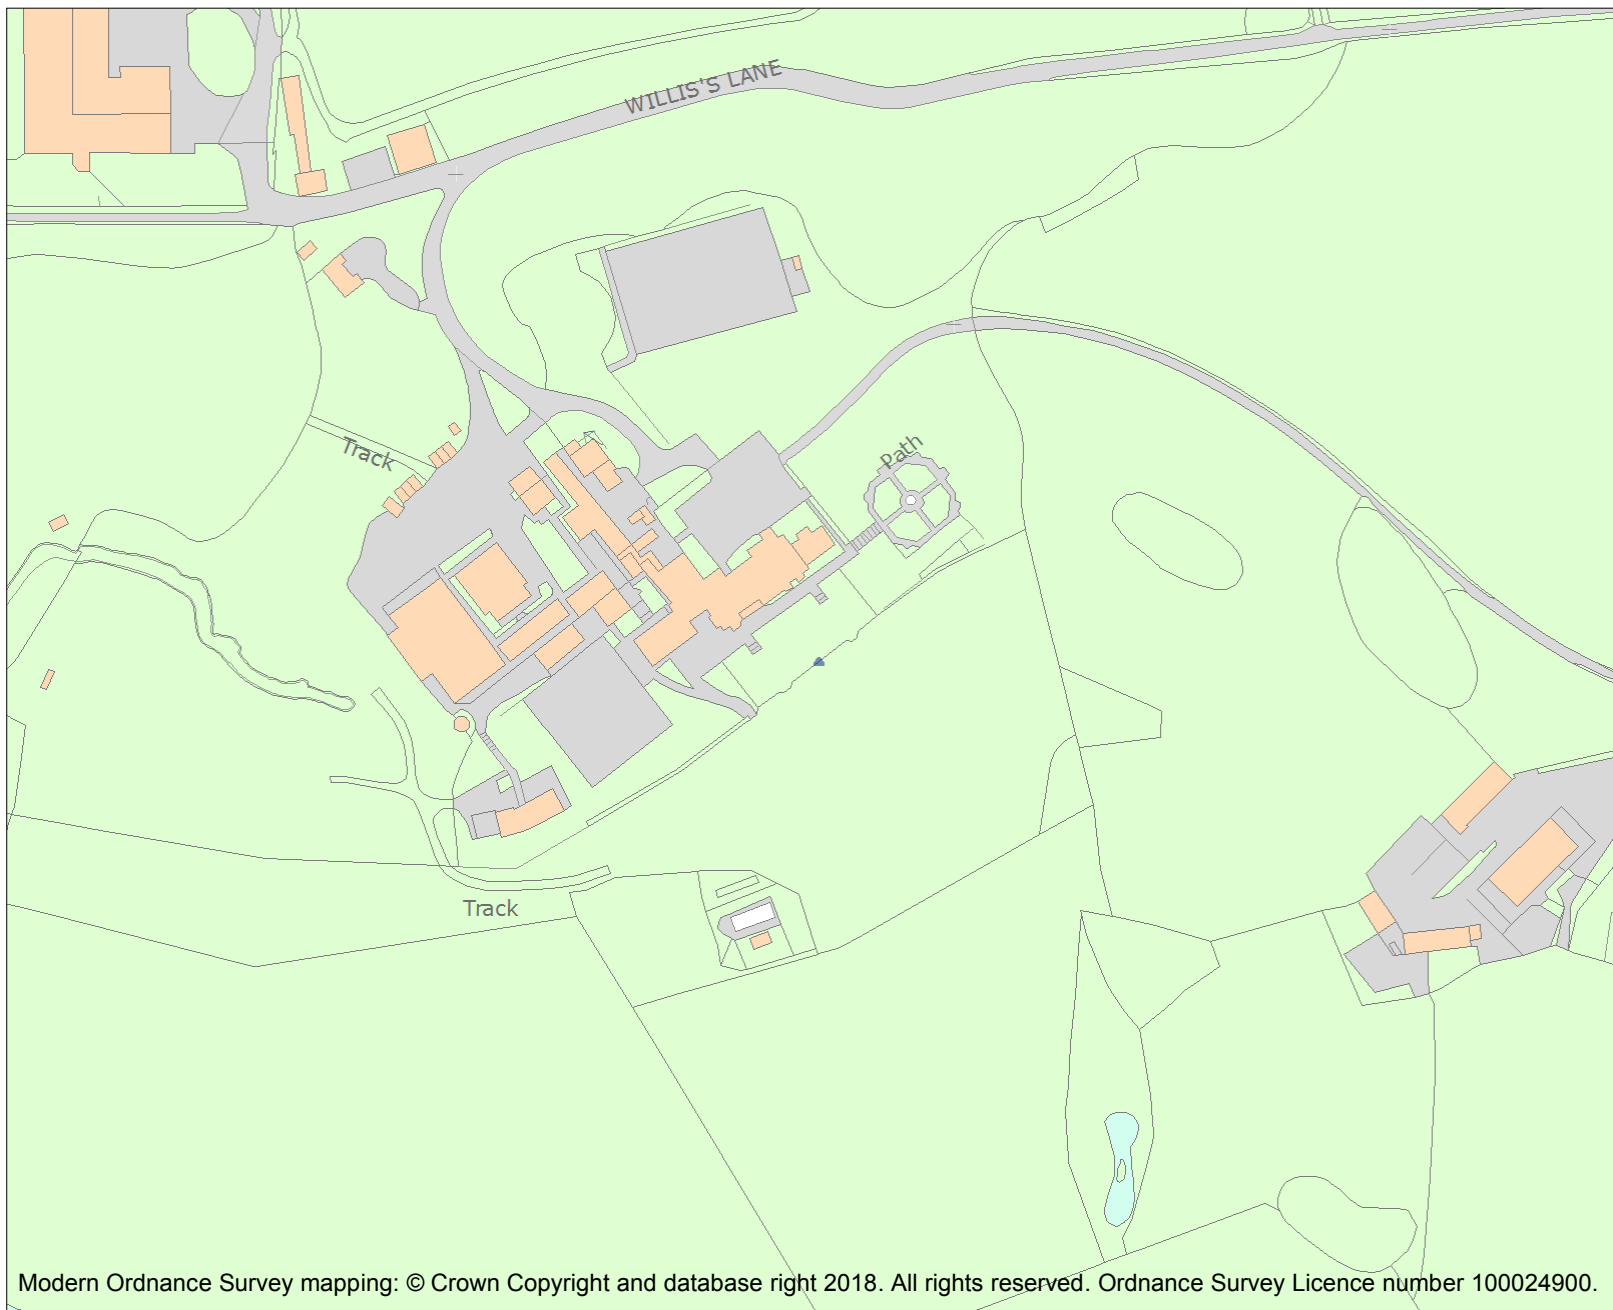 WILLIS'S LANE
Track
Path
Track
Modern Ordnance Survey mapping: © Crown Copyright and database right 2018. All rights reserved. Ordnance Survey Licence number 100024900.